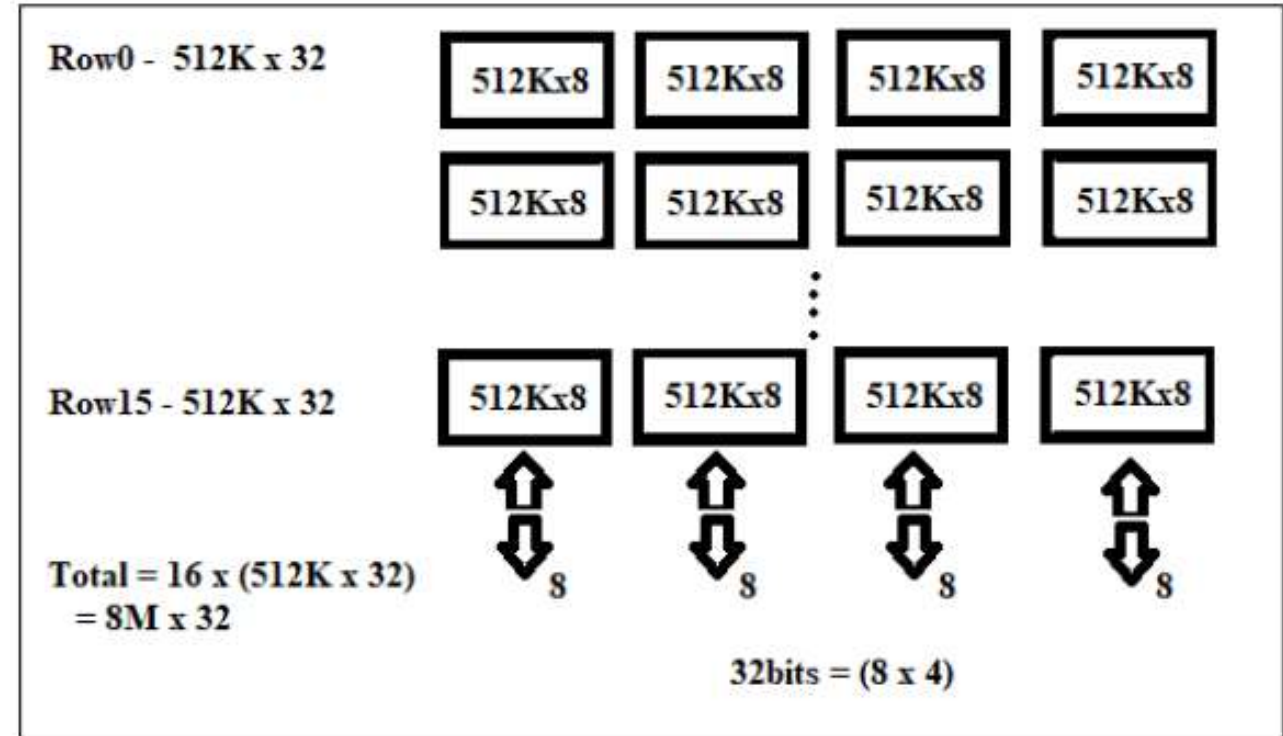 Row0 - 512K x 32
512Kx8 512Kx8 512Kx8 512Kx8
512Kx8 512Kx8 512Kx8 512Kx8
Row15 - 512K x 32
512Kx8 512Kx8 512Kx8 512Kx8
8 8 8 8
Total = 16 x (512K x 32)
= 8M x 32
32bits = (8 x 4)